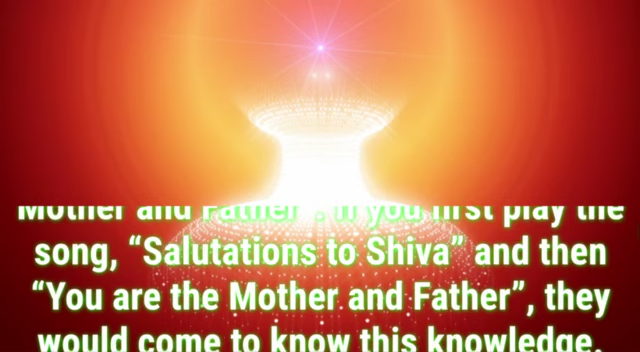 Mother and Father". If you first play the
song, “Salutations to Shiva” and then
“You are the Mother and Father”, they
would come to know this knowledge.